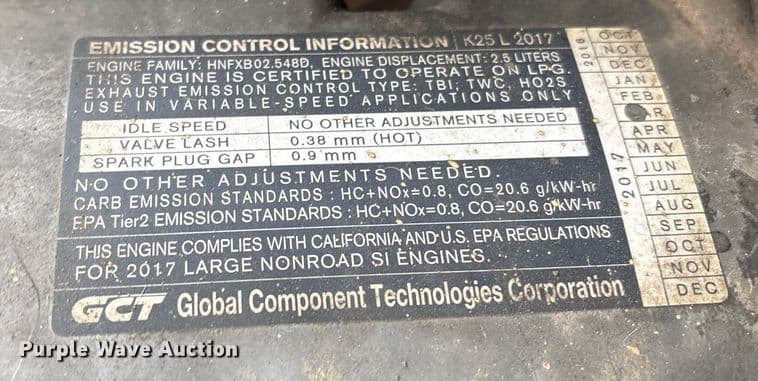 EMISSION CONTROL INFORMATION K25 L 2017
ENGINE FAMILY: HNFXB02.54BD, ENGINE DISPLACEMENT: 2.5 LITERS
THIS ENGINE IS CERTIFIED TO OPERATE ON LPG.
EXHAUST EMISSION CONTROL TYPE: TBI, TWC, HO2S
USE IN VARIABLE-SPEED APPLICATIONS ONLY
IDLE SPEED NO OTHER ADJUSTMENTS NEEDED
VALVE LASH 0.38 mm (HOT)
SPARK PLUG GAP 0.9 mm
NO OTHER ADJUSTMENTS NEEDED.
CARB EMISSION STANDARDS : HC+NOx=0.8, CO=20.6 g/kW-hr
EPA Tier2 EMISSION STANDARDS : HC+NOx=0.8, CO=20.6 g/kW-hr
THIS ENGINE COMPLIES WITH CALIFORNIA AND U.S. EPA REGULATIONS
FOR 2017 LARGE NONROAD SI ENGINES.
GCT Global Component Technologies Corporation
2016
OCT
NOV
DEC
2017
JAN
FEB
AR
APR
MAY
JUN
JUL
AUG
SEP
OCT
NOV
DEC
Purple Wave Auction